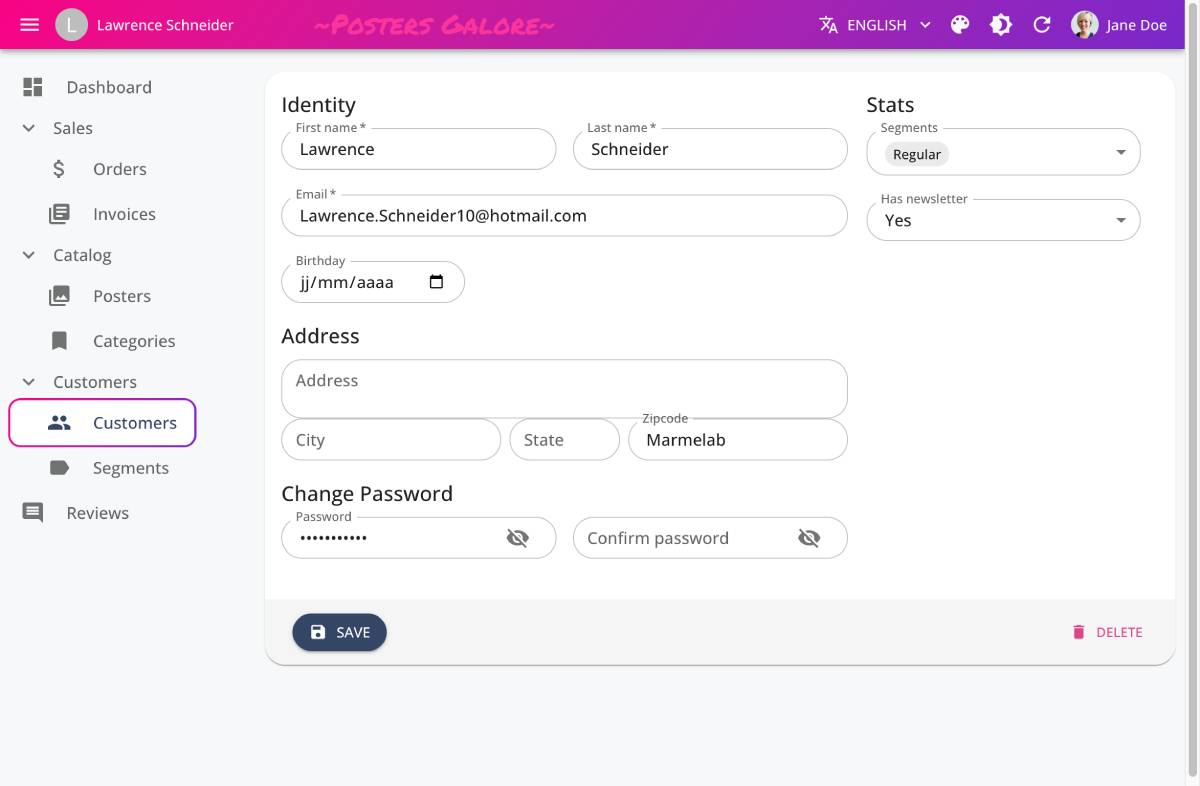 L Lawrence Schneider ~Posters Galore~ ENGLISH Jane Doe
Dashboard
Sales
Orders
Invoices
Catalog
Posters
Categories
Customers
Customers
Segments
Reviews
Identity
First name * Last name *
Lawrence Schneider
Email *
Lawrence.Schneider10@hotmail.com
Birthday
jj/mm/aaaa
Address
Address
Zipcode
City State Marmelab
Change Password
Password
••••••••••• Confirm password
Stats
Segments
Regular
Has newsletter
Yes
SAVE DELETE